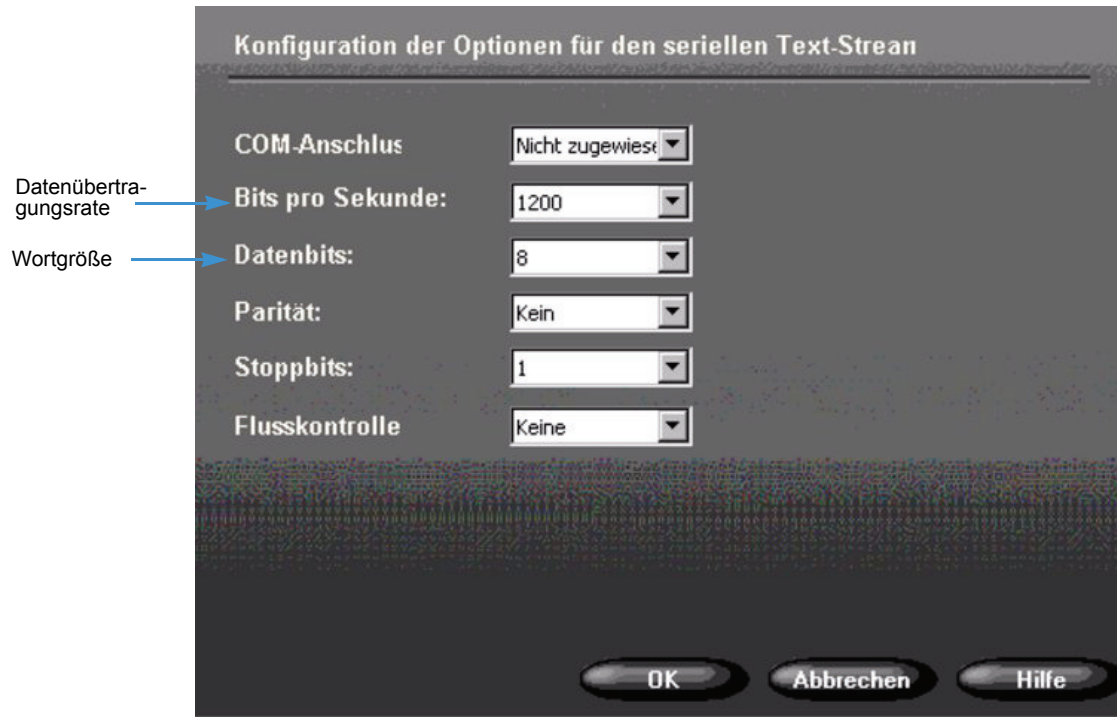 Konfiguration der Optionen für den seriellen Text-Strean
COM-Anschlus
Nicht zugewiese
Datenübertra-
gungsrate
Bits pro Sekunde:
1200
Wortgröße
Datenbits:
8
Parität:
Kein
Stoppbits:
1
Flusskontrolle
Keine
OK
Abbrechen
Hilfe